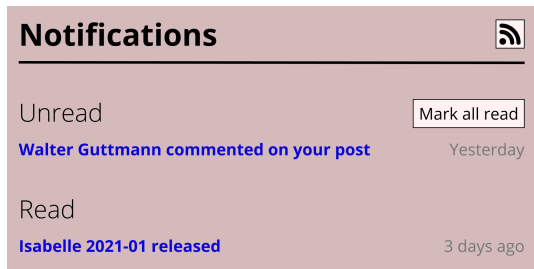 Notifications
Unread
Mark all read
Walter Guttmann commented on your post
Yesterday
Read
Isabelle 2021-01 released
3 days ago